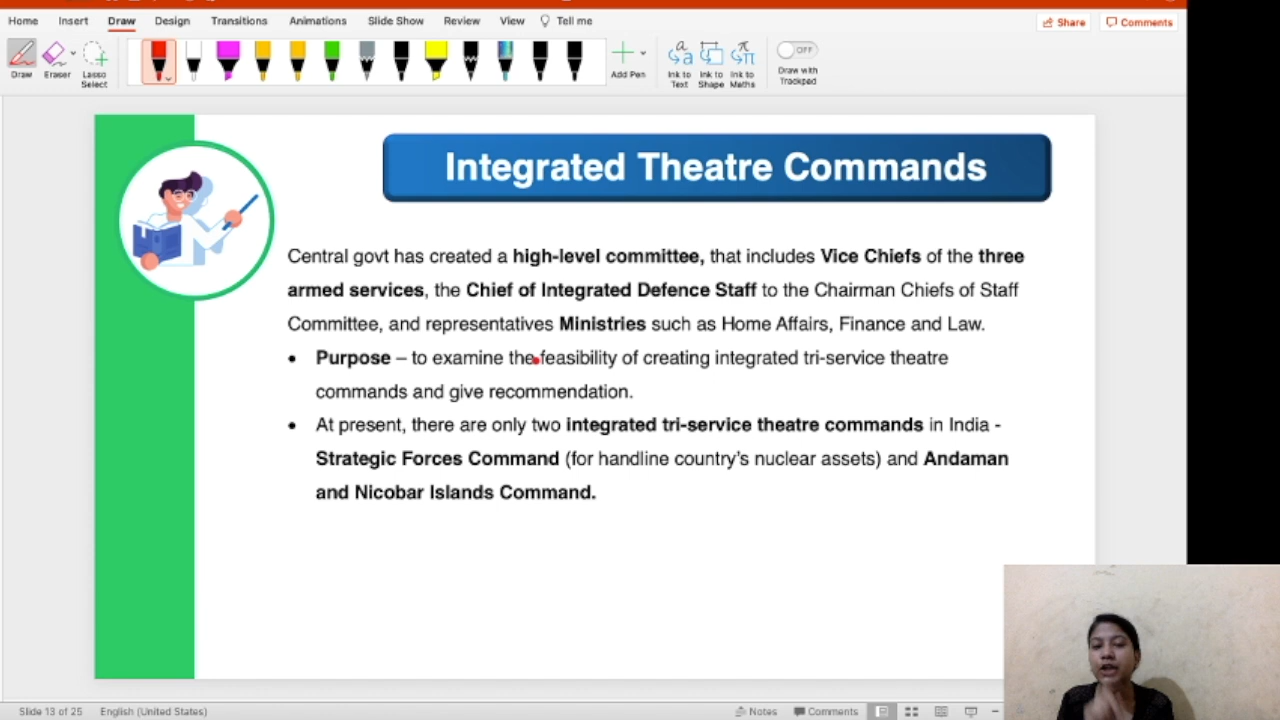 Home Insert Draw Design Transitions Animations Slide Show Review View Tell me Share Comments
OFF
Draw Eraser Lasso Select Add Pen Ink to Text Ink to Shape Ink to Maths Draw with Trackpad
Integrated Theatre Commands
Central govt has created a high-level committee, that includes Vice Chiefs of the three
armed services, the Chief of Integrated Defence Staff to the Chairman Chiefs of Staff
Committee, and representatives Ministries such as Home Affairs, Finance and Law.
• Purpose – to examine the feasibility of creating integrated tri-service theatre
commands and give recommendation.
• At present, there are only two integrated tri-service theatre commands in India -
Strategic Forces Command (for handline country's nuclear assets) and Andaman
and Nicobar Islands Command.
Slide 13 of 25 English (United States) Notes Comments